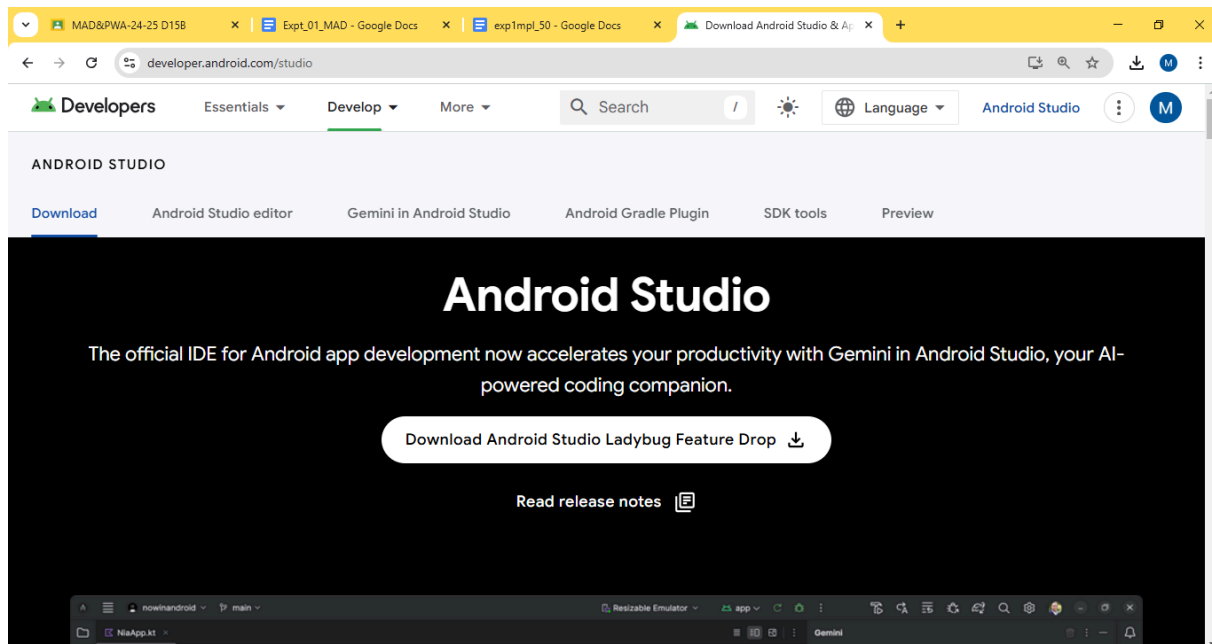 MAD&PWA-24-25 D15B
Expt_01_MAD - Google Docs
exp1mpl_50 - Google Docs
Download Android Studio & Ap
developer.android.com/studio
M
Developers Essentials Develop More Search / Language Android Studio M
ANDROID STUDIO
Download Android Studio editor Gemini in Android Studio Android Gradle Plugin SDK tools Preview
Android Studio
The official IDE for Android app development now accelerates your productivity with Gemini in Android Studio, your AI-
powered coding companion.
Download Android Studio Ladybug Feature Drop
Read release notes
nowinandroid main Resizable Emulator app
NiaApp.kt Gemini